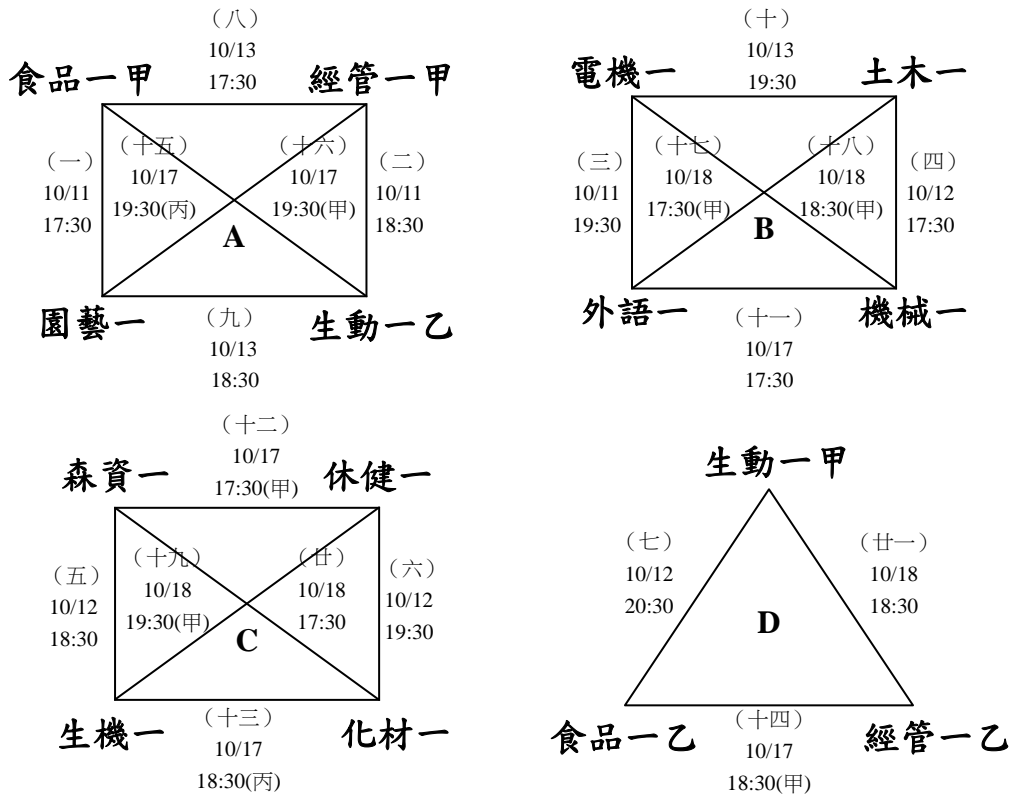 （八）
10/13
17:30
食品一甲
經管一甲
（一）
10/11
17:30
（十五）
10/17
19:30(丙)
（十六）
10/17
19:30(甲)
（二）
10/11
18:30
A
園藝一
生動一乙
（九）
10/13
18:30
（十）
10/13
19:30
電機一
土木一
（三）
10/11
19:30
（十七）
10/18
17:30(甲)
（十八）
10/18
18:30(甲)
（四）
10/12
17:30
B
外語一
機械一
（十一）
10/17
17:30
（十二）
10/17
17:30(甲)
森資一
休健一
（五）
10/12
18:30
（十九）
10/18
19:30(甲)
（廿）
10/18
17:30
（六）
10/12
19:30
C
生機一
化材一
（十三）
10/17
18:30(丙)
生動一甲
（七）
10/12
20:30
（廿一）
10/18
18:30
D
食品一乙
經管一乙
（十四）
10/17
18:30(甲)